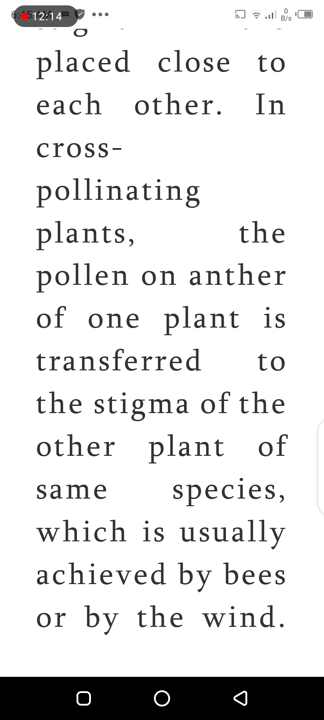 12:14
0
B/s
placed close to
each other. In
cross-
pollinating
plants, the
pollen on anther
of one plant is
transferred to
the stigma of the
other plant of
same species,
which is usually
achieved by bees
or by the wind.